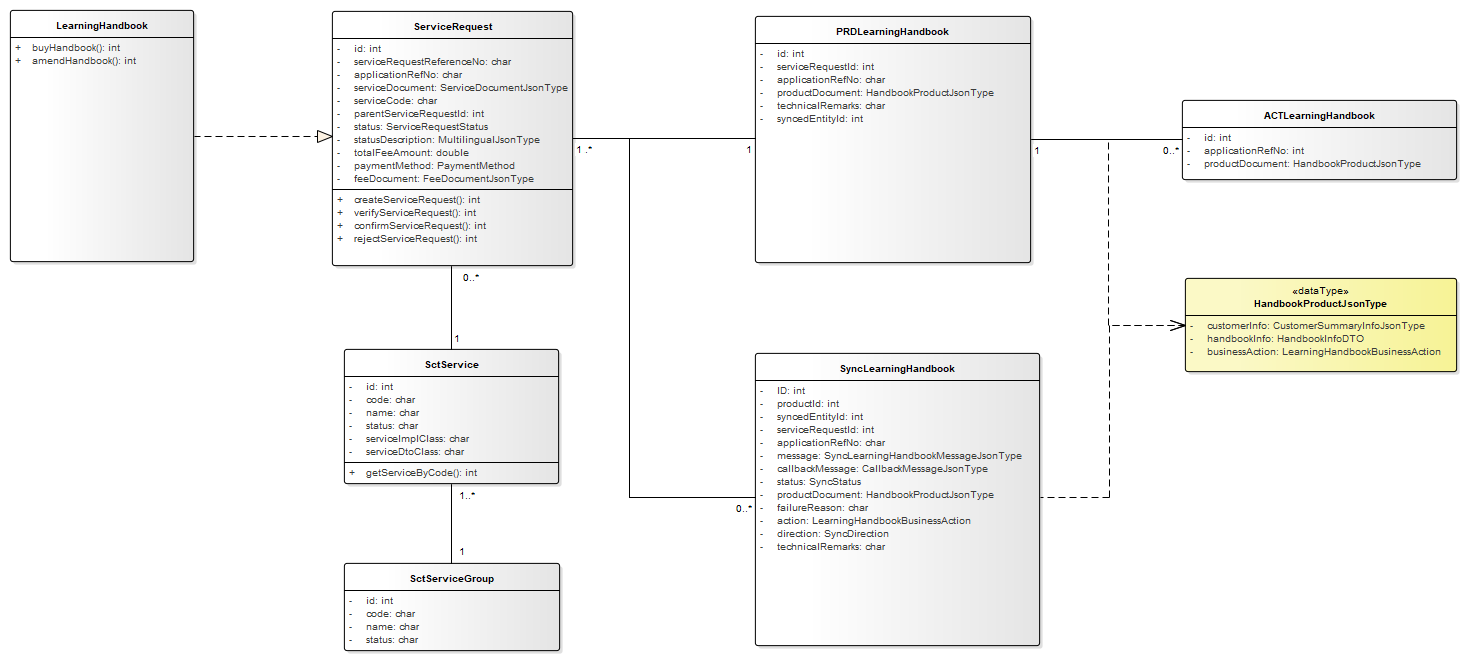 LearningHandbook
+ buyHandbook(): int
+ amendHandbook(): int
ServiceRequest
- id: int
- serviceRequestReferenceNo: char
- applicationRefNo: char
- serviceDocument: ServiceDocumentJsonType
- serviceCode: char
- parentServiceRequestId: int
- status: ServiceRequestStatus
- statusDescription: MultilingualJsonType
- totalFeeAmount: double
- paymentMethod: PaymentMethod
- feeDocument: FeeDocumentJsonType
+ createServiceRequest(): int
+ verifyServiceRequest(): int
+ confirmServiceRequest(): int
+ rejectServiceRequest(): int
1 ..*
1
0..*
1
PRDLearningHandbook
- id: int
- serviceRequestId: int
- applicationRefNo: char
- productDocument: HandbookProductJsonType
- technicalRemarks: char
- syncedEntityId: int
1
0..*
ACTLearningHandbook
- id: int
- applicationRefNo: int
- productDocument: HandbookProductJsonType
«dataType»
HandbookProductJsonType
- customerInfo: CustomerSummaryInfoJsonType
- handbookInfo: HandbookInfoDTO
- businessAction: LearningHandbookBusinessAction
SctService
- id: int
- code: char
- name: char
- status: char
- serviceImplClass: char
- serviceDtoClass: char
+ getServiceByCode(): int
1..*
1
SctServiceGroup
- id: int
- code: char
- name: char
- status: char
SyncLearningHandbook
- ID: int
- productId: int
- syncedEntityId: int
- serviceRequestId: int
- applicationRefNo: char
- message: SyncLearningHandbookMessageJsonType
- callbackMessage: CallbackMessageJsonType
- status: SyncStatus
- productDocument: HandbookProductJsonType
- failureReason: char
- action: LearningHandbookBusinessAction
- direction: SyncDirection
- technicalRemarks: char
0..*